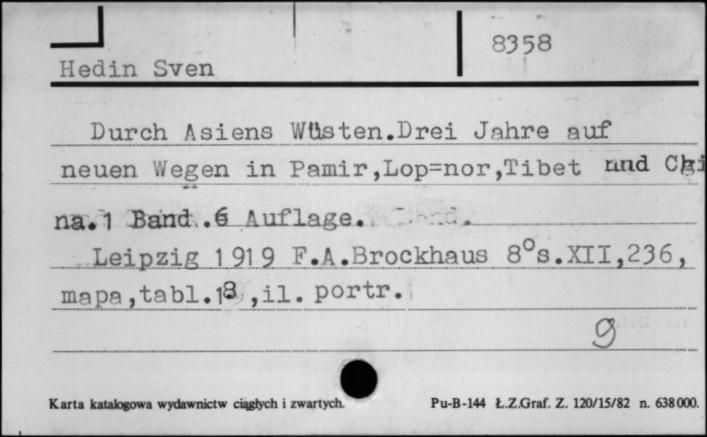 8358
Hedin Sven
Durch Asiens Wüsten.Drei Jahre auf
neuen Wegen in Pamir,Lop=nor,Tibet und Chi
na.1 Band.6 Auflage.
Leipzig 1919 F.A.Brockhaus 8°s.XII,236,
mapa,tabl.18,il. portr.
g
Karta katalogowa wydawnictw ciągłych i zwartych. Pu-B-144 Ł.Z.Graf. Z. 120/15/82 n. 638000.